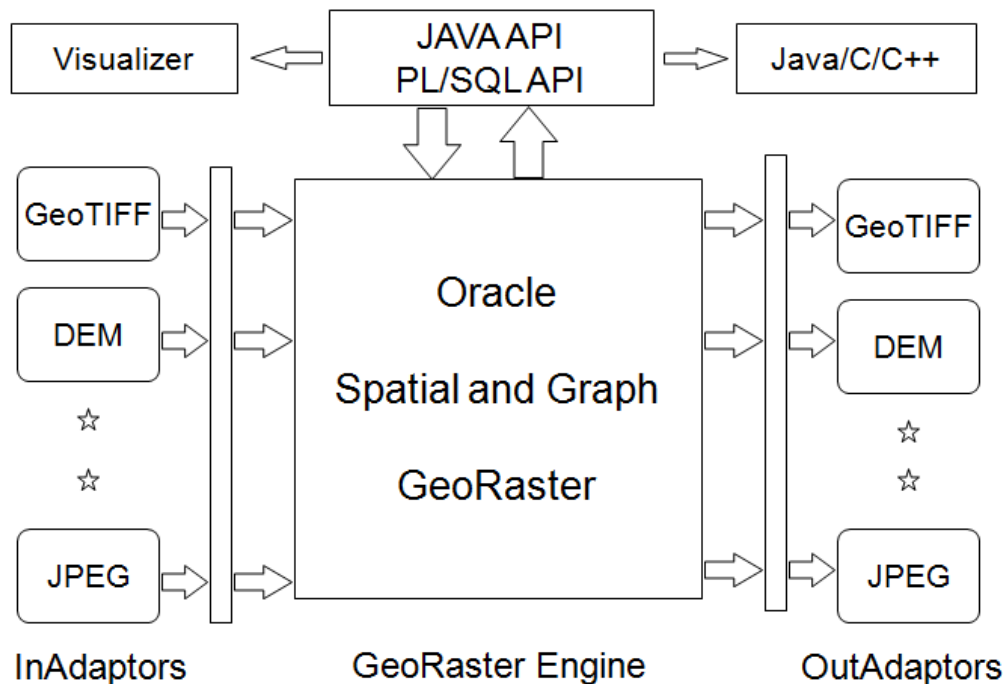 Visualizer
JAVA API
PL/SQL API
Java/C/C++
GeoTIFF
DEM
JPEG
Oracle
Spatial and Graph
GeoRaster
GeoTIFF
DEM
JPEG
InAdaptors
GeoRaster Engine
OutAdaptors